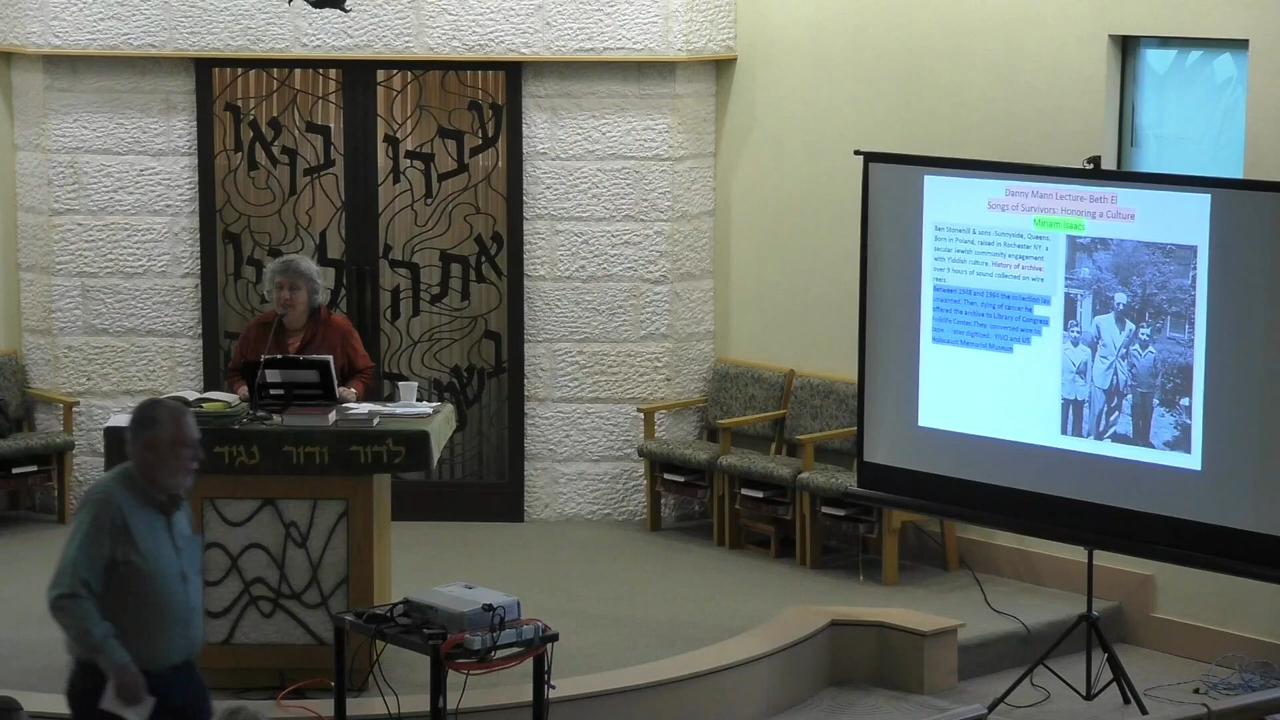 עבדו
בואו
את ה'
לדור ודור נגיד
Danny Mann Lecture- Beth El
Songs of Survivors: Honoring a Culture
Miriam Isaacs
Ben Stonehill & sons -Sunnyside, Queens,
Born in Poland, raised in Rochester NY. a
secular Jewish community engagement
with Yiddish culture. History of archive:
over 9 hours of sound collected on wire
reels.
Between 1948 and 1964 the collection lay
unwanted. Then, dying of cancer he
offered the archive to Library of Congress
Folklife Center. They converted wire to
tape. - later digitized. YIVO and US
Holocaust Memorial Museum